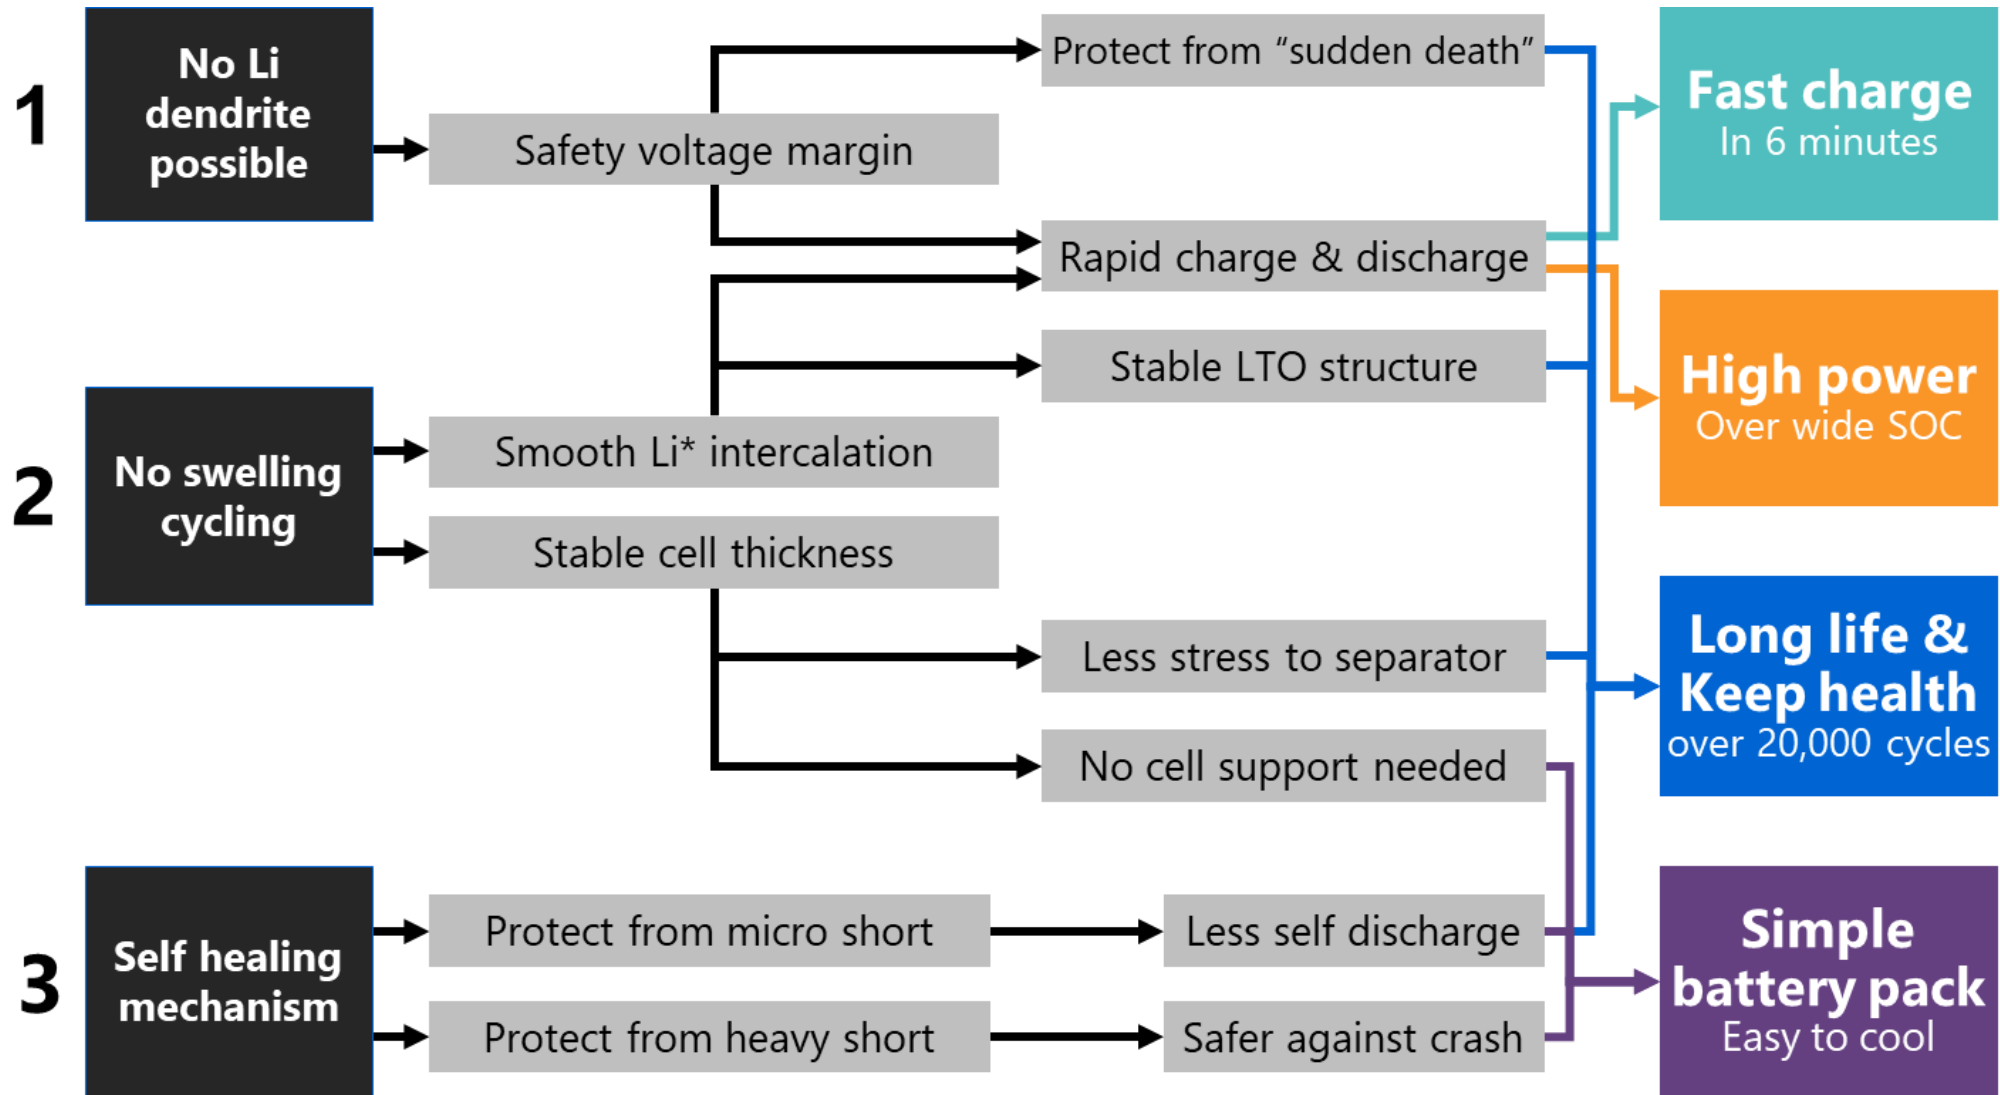 1
No Li
dendrite
possible
Safety voltage margin
Protect from “sudden death”
Rapid charge & discharge
Fast charge
In 6 minutes
2
No swelling
cycling
Smooth Li* intercalation
Stable cell thickness
Stable LTO structure
Less stress to separator
No cell support needed
High power
Over wide SOC
Long life &
Keep health
over 20,000 cycles
3
Self healing
mechanism
Protect from micro short
Less self discharge
Protect from heavy short
Safer against crash
Simple
battery pack
Easy to cool